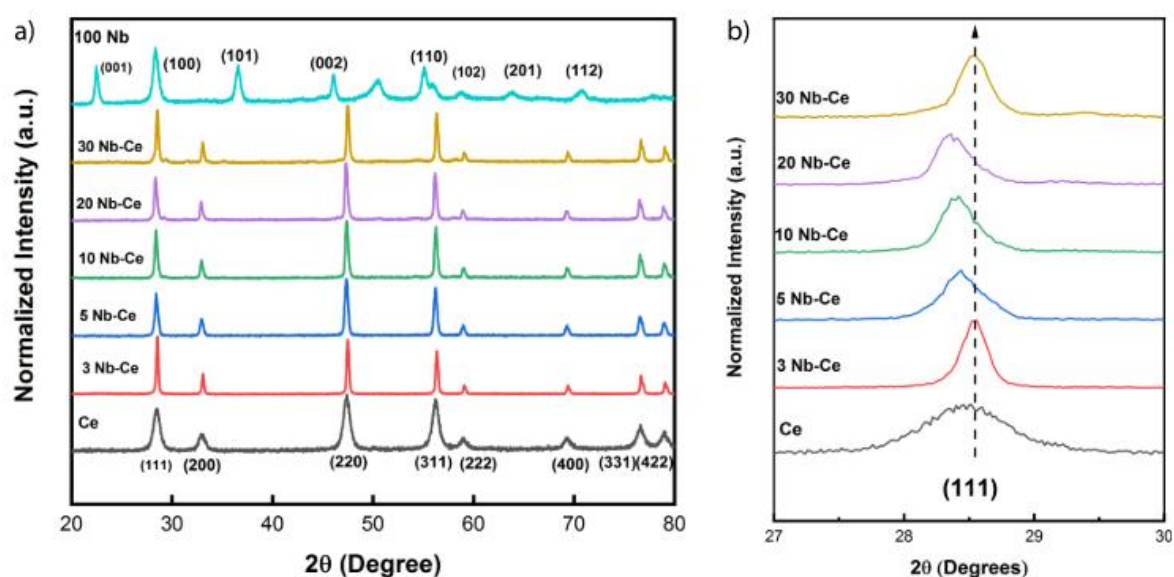 a)
100 Nb
(001)
(100)
(101)
(002)
(110)
(102)
(201)
(112)
30 Nb-Ce
20 Nb-Ce
10 Nb-Ce
5 Nb-Ce
3 Nb-Ce
Ce
(111)
(200)
(220)
(311)
(222)
(400)
(331)(422)
20 30 40 50 60 70 80
2θ (Degree)
Normalized Intensity (a.u.)
b)
30 Nb-Ce
20 Nb-Ce
10 Nb-Ce
5 Nb-Ce
3 Nb-Ce
Ce
(111)
27 28 29 30
2θ (Degrees)
Normalized Intensity (a.u.)